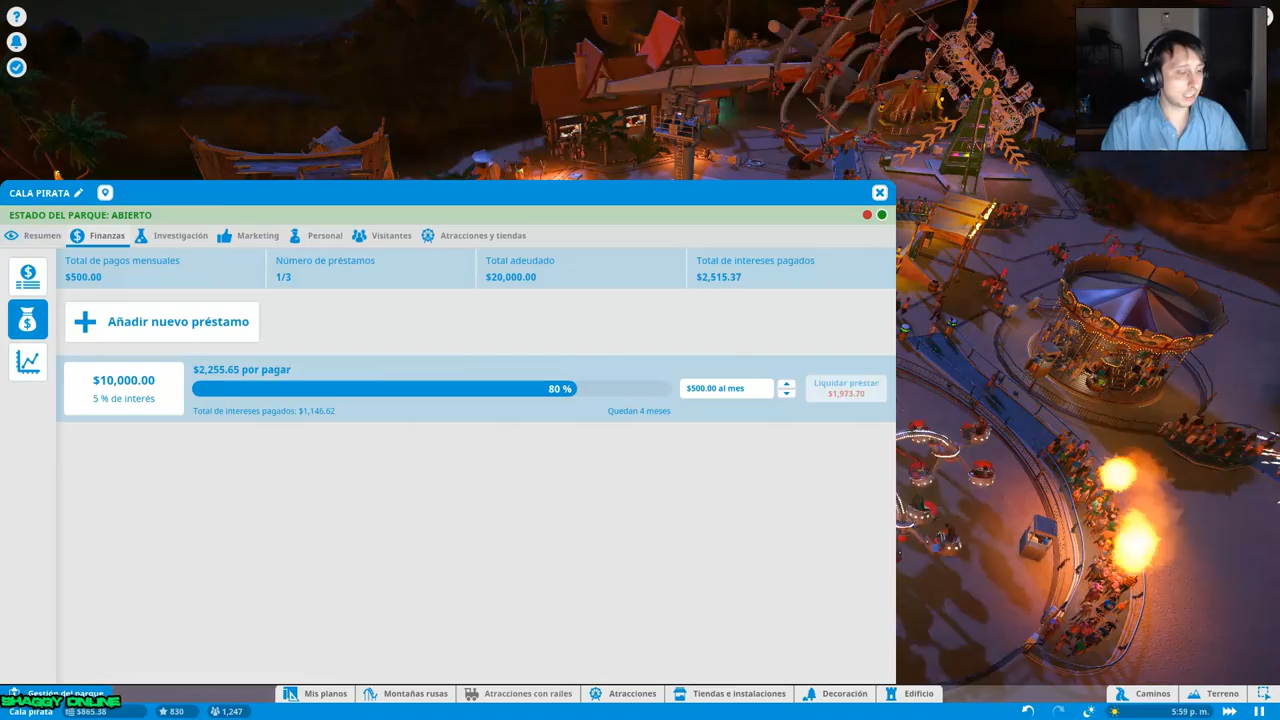 ?
CALA PIRATA
ESTADO DEL PARQUE: ABIERTO
Resumen
Finanzas
Investigación
Marketing
Personal
Visitantes
Atracciones y tiendas
Total de pagos mensuales
$500.00
Número de préstamos
1/3
Total adeudado
$20,000.00
Total de intereses pagados
$2,515.37
Añadir nuevo préstamo
$10,000.00
5 % de interés
$2,255.65 por pagar
80 %
Total de intereses pagados: $1,146.62
Quedan 4 meses
$500.00 al mes
Liquidar préstar
$1,973.70
Gestión del parque
SHAGGY ONLINE
Mis planos
Montañas rusas
Atracciones con raíles
Atracciones
Tiendas e instalaciones
Decoración
Edificio
Caminos
Terreno
Cala pirata
$865.38
830
1,247
5:59 p. m.